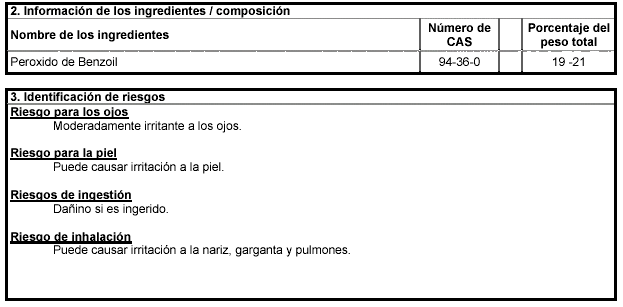 2. Información de los ingredientes / composición
Nombre de los ingredientes Número de CAS Porcentaje del peso total
Peroxido de Benzoil 94-36-0 19 -21
3. Identificación de riesgos
Riesgo para los ojos
Moderadamente irritante a los ojos.
Riesgo para la piel
Puede causar irritación a la piel.
Riesgos de ingestión
Dañino si es ingerido.
Riesgo de inhalación
Puede causar irritación a la nariz, garganta y pulmones.